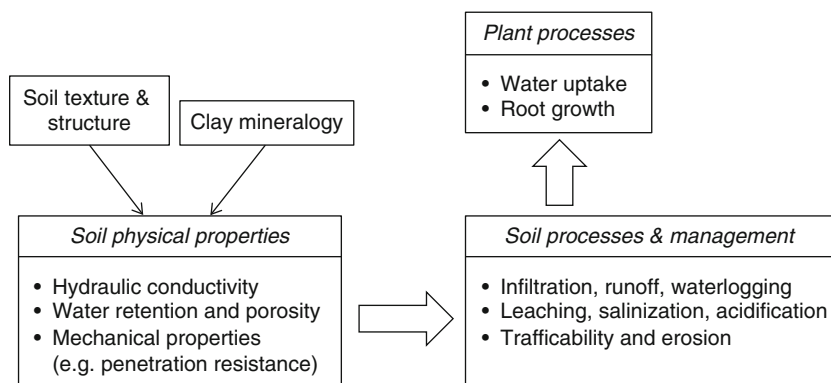 Plant processes
• Water uptake
• Root growth
Soil texture &
structure
Clay mineralogy
Soil physical properties
• Hydraulic conductivity
• Water retention and porosity
• Mechanical properties
(e.g. penetration resistance)
Soil processes & management
• Infiltration, runoff, waterlogging
• Leaching, salinization, acidification
• Trafficability and erosion